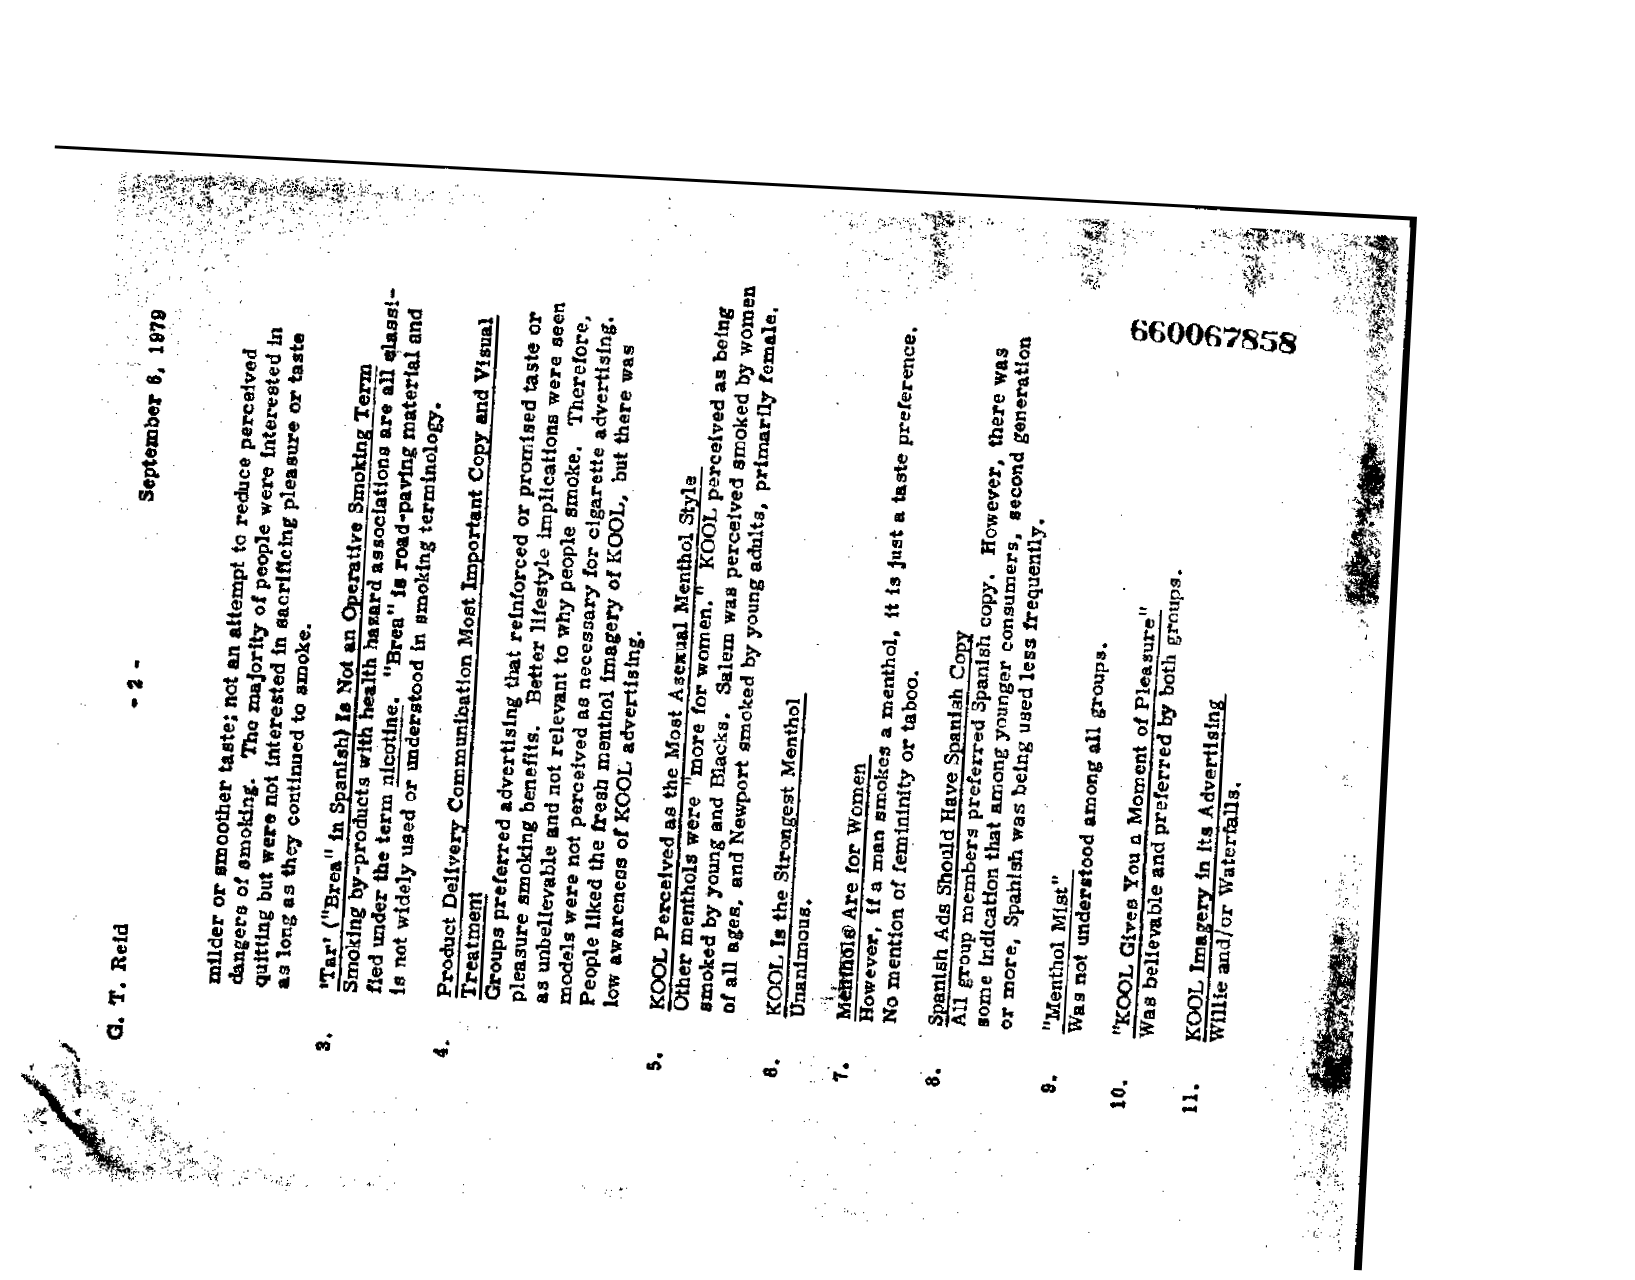 G. T. Reid
- 2 -
September 6, 1979
milder or smoother taste; not an attempt to reduce perceived
dangers of smoking. The majority of people were interested in
quitting but were not interested in sacrificing pleasure or taste
as long as they continued to smoke.
3. 'Tar' ("Brea" in Spanish) Is Not an Operative Smoking Term
Smoking by-products with health hazard associations are all classi-
fied under the term nicotine. "Brea" is road-paving material and
is not widely used or understood in smoking terminology.
4. Product Delivery Communication Most Important Copy and Visual
Treatment
Groups preferred advertising that reinforced or promised taste or
pleasure smoking benefits. Better lifestyle implications were seen
as unbelievable and not relevant to why people smoke. Therefore,
models were not perceived as necessary for cigarette advertising.
People liked the fresh menthol imagery of KOOL, but there was
low awareness of KOOL advertising.
5. KOOL Perceived as the Most Asexual Menthol Style
Other menthols were "more for women." KOOL perceived as being
smoked by young and Blacks. Salem was perceived smoked by women
of all ages, and Newport smoked by young adults, primarily female.
6. KOOL Is the Strongest Menthol
Unanimous.
7. Menthols Are for Women
However, if a man smokes a menthol, it is just a taste preference.
No mention of femininity or taboo.
8. Spanish Ads Should Have Spanish Copy
All group members preferred Spanish copy. However, there was
some indication that among younger consumers, second generation
or more, Spanish was being used less frequently.
9. "Menthol Mist"
Was not understood among all groups.
10. "KOOL Gives You a Moment of Pleasure"
Was believable and preferred by both groups.
11. KOOL Imagery in its Advertising
Willie and/or Waterfalls.
660067858